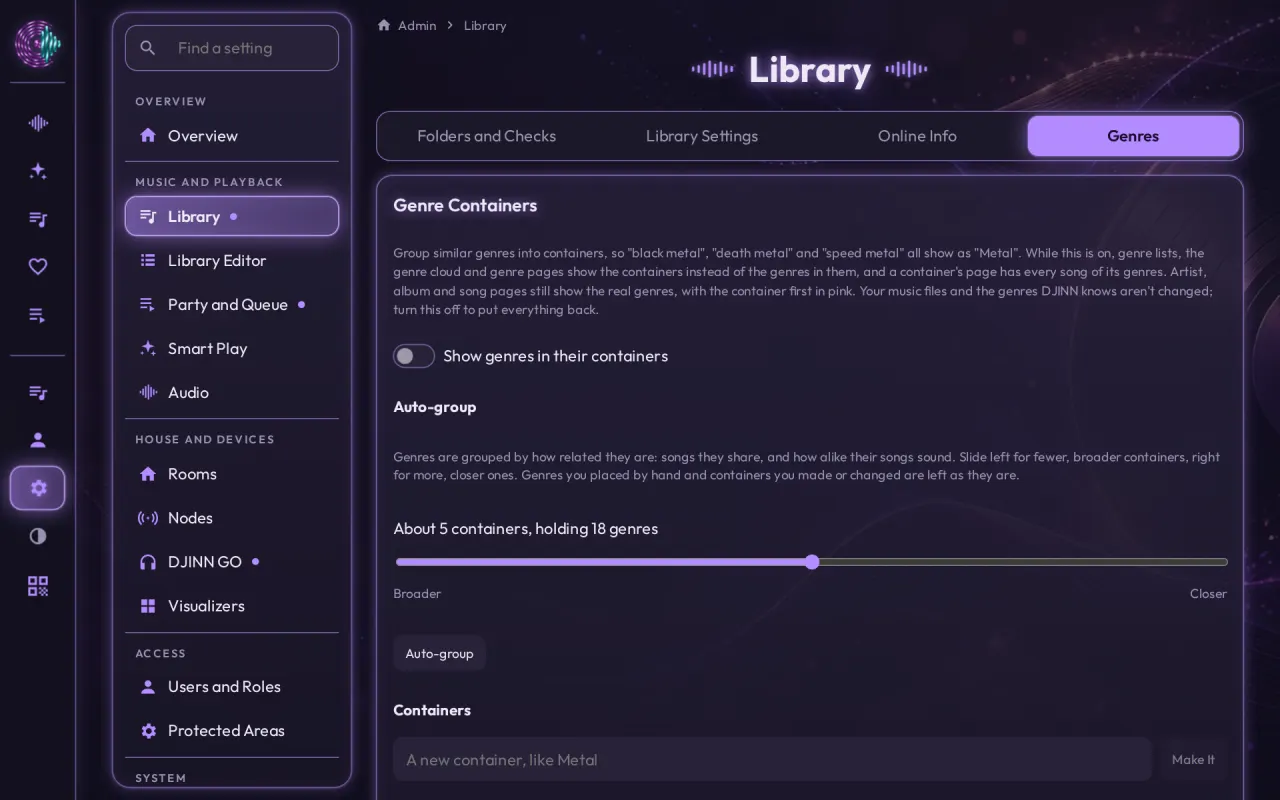 Find a setting
OVERVIEW
Overview
MUSIC AND PLAYBACK
Library
Library Editor
Party and Queue
Smart Play
Audio
HOUSE AND DEVICES
Rooms
Nodes
DJINN GO
Visualizers
ACCESS
Users and Roles
Protected Areas
SYSTEM
Admin > Library
Library
Folders and Checks Library Settings Online Info Genres
Genre Containers
Group similar genres into containers, so "black metal", "death metal" and "speed metal" all show as "Metal". While this is on, genre lists, the
genre cloud and genre pages show the containers instead of the genres in them, and a container's page has every song of its genres. Artist,
album and song pages still show the real genres, with the container first in pink. Your music files and the genres DJINN knows aren't changed;
turn this off to put everything back.
Show genres in their containers
Auto-group
Genres are grouped by how related they are: songs they share, and how alike their songs sound. Slide left for fewer, broader containers, right
for more, closer ones. Genres you placed by hand and containers you made or changed are left as they are.
About 5 containers, holding 18 genres
Broader Closer
Auto-group
Containers
A new container, like Metal Make It